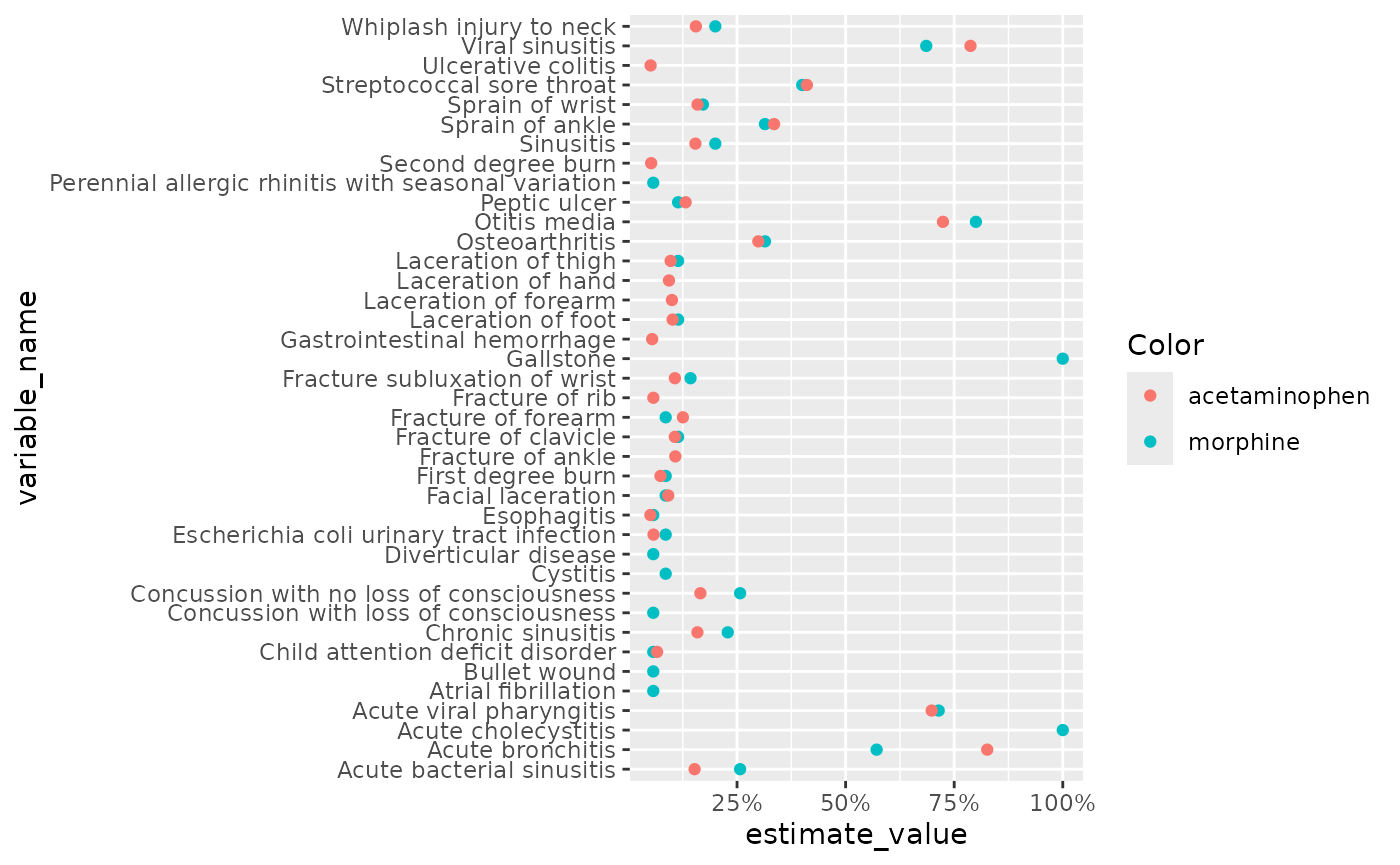 Whiplash injury to neck
Viral sinusitis
Ulcerative colitis
Streptococcal sore throat
Sprain of wrist
Sprain of ankle
Sinusitis
Second degree burn
Perennial allergic rhinitis with seasonal variation
Peptic ulcer
Otitis media
Osteoarthritis
Laceration of thigh
Laceration of hand
Laceration of forearm
Laceration of foot
Gastrointestinal hemorrhage
Gallstone
Fracture subluxation of wrist
Fracture of rib
Fracture of forearm
Fracture of clavicle
Fracture of ankle
First degree burn
Facial laceration
Esophagitis
Escherichia coli urinary tract infection
Diverticular disease
Cystitis
Concussion with no loss of consciousness
Concussion with loss of consciousness
Chronic sinusitis
Child attention deficit disorder
Bullet wound
Atrial fibrillation
Acute viral pharyngitis
Acute cholecystitis
Acute bronchitis
Acute bacterial sinusitis
variable_name
25% 50% 75% 100%
estimate_value
Color
acetaminophen
morphine